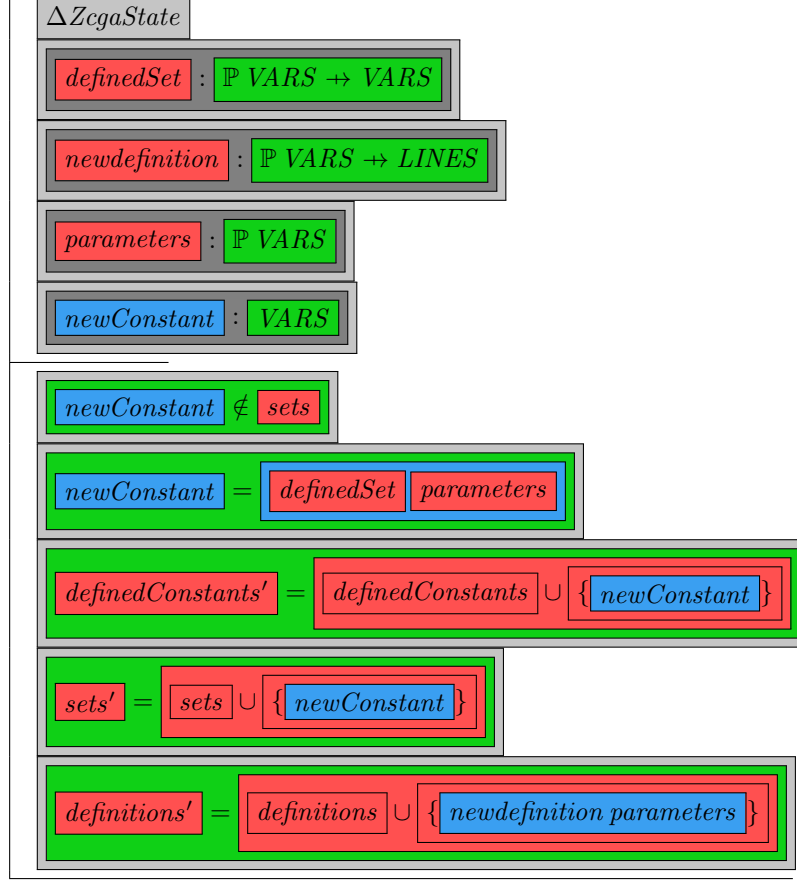 ΔZcgaState
definedSet : ℙ VARS ⇸ VARS
newdefinition : ℙ VARS ⇸ LINES
parameters : ℙ VARS
newConstant : VARS
newConstant ∉ sets
newConstant = definedSet parameters
definedConstants′ = definedConstants ∪ {newConstant}
sets′ = sets ∪ {newConstant}
definitions′ = definitions ∪ {newdefinition parameters}